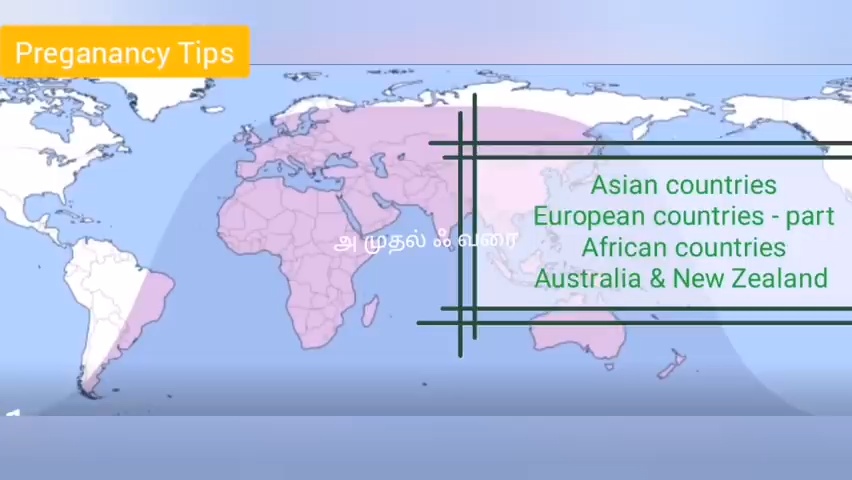 Preganancy Tips
Asian countries
European countries - part
African countries
Australia & New Zealand
அ முதல் ஃ வரை